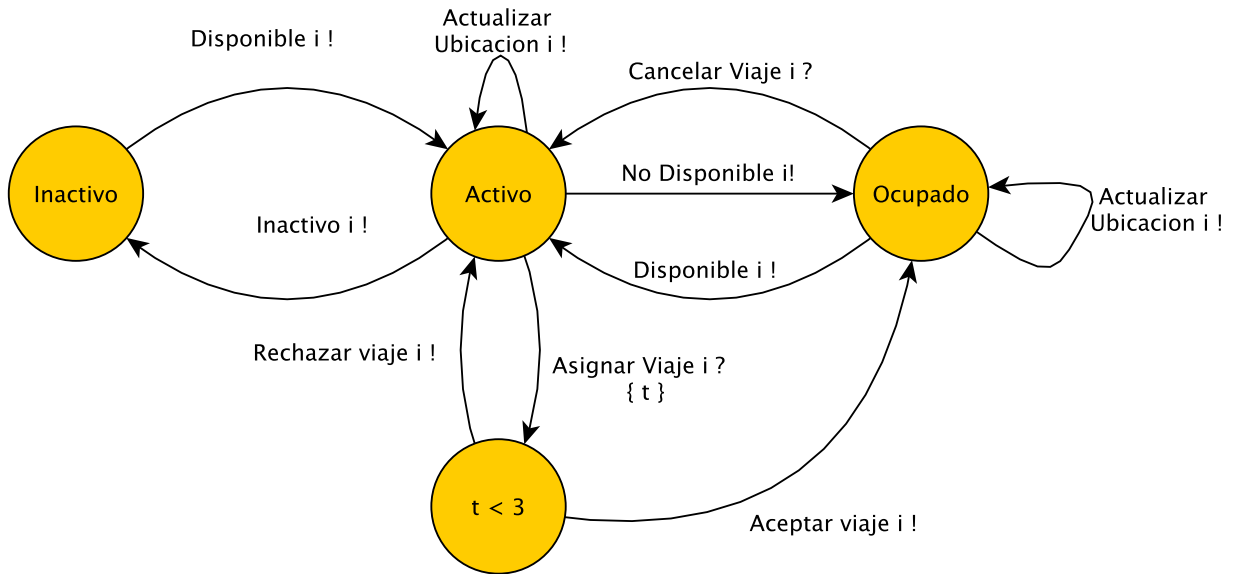 Actualizar
Ubicacion i !
Disponible i !
Cancelar Viaje i ?
No Disponible i!
Inactivo
Activo
Ocupado
Actualizar
Ubicacion i !
Inactivo i !
Disponible i !
Rechazar viaje i !
Asignar Viaje i ?
{ t }
t < 3
Aceptar viaje i !